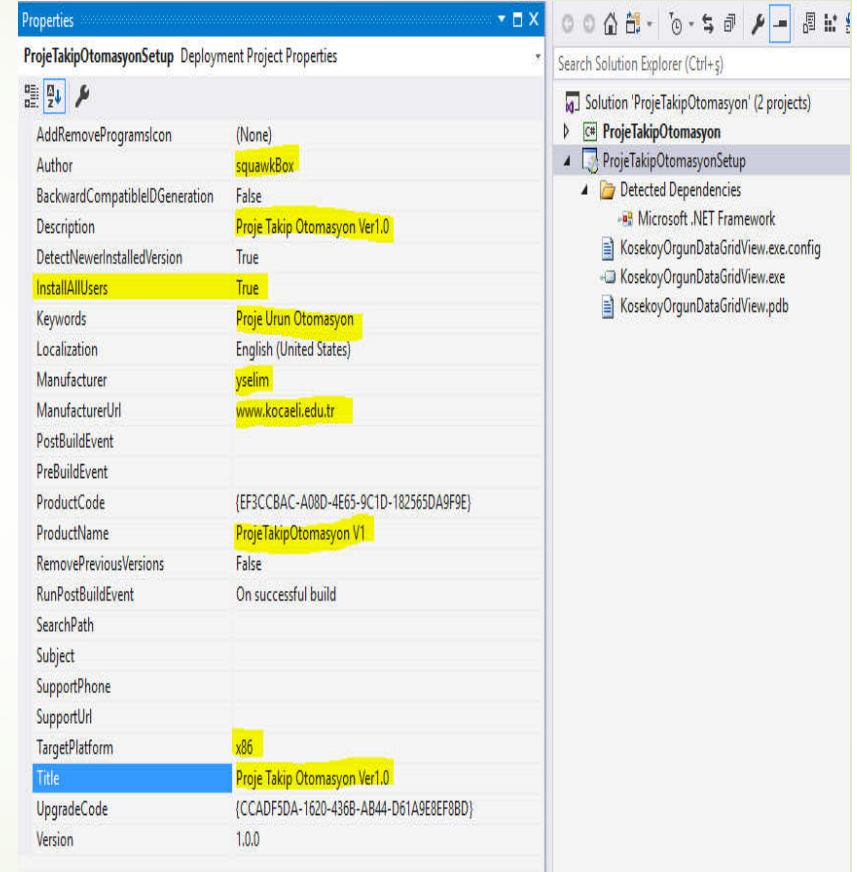 Properties
ProjeTakipOtomasyonSetup Deployment Project Properties
AddRemoveProgramsIcon (None)
Author squawkBox
BackwardCompatibleIDGeneration False
Description Proje Takip Otomasyon Ver1.0
DetectNewerInstalledVersion True
InstallAllUsers True
Keywords Proje Urun Otomasyon
Localization English (United States)
Manufacturer yselim
ManufacturerUrl www.kocaeli.edu.tr
PostBuildEvent
PreBuildEvent
ProductCode {EF3CCBAC-A08D-4E65-9C1D-182565DA9F9E}
ProductName ProjeTakipOtomasyon V1
RemovePreviousVersions False
RunPostBuildEvent On successful build
SearchPath
Subject
SupportPhone
SupportUrl
TargetPlatform x86
Title Proje Takip Otomasyon Ver1.0
UpgradeCode {CCADF5DA-1620-436B-AB44-D61A9E8EF8BD}
Version 1.0.0
Search Solution Explorer (Ctrl+ş)
Solution 'ProjeTakipOtomasyon' (2 projects)
C# ProjeTakipOtomasyon
ProjeTakipOtomasyonSetup
Detected Dependencies
Microsoft .NET Framework
KosekoyOrgunDataGridView.exe.config
KosekoyOrgunDataGridView.exe
KosekoyOrgunDataGridView.pdb